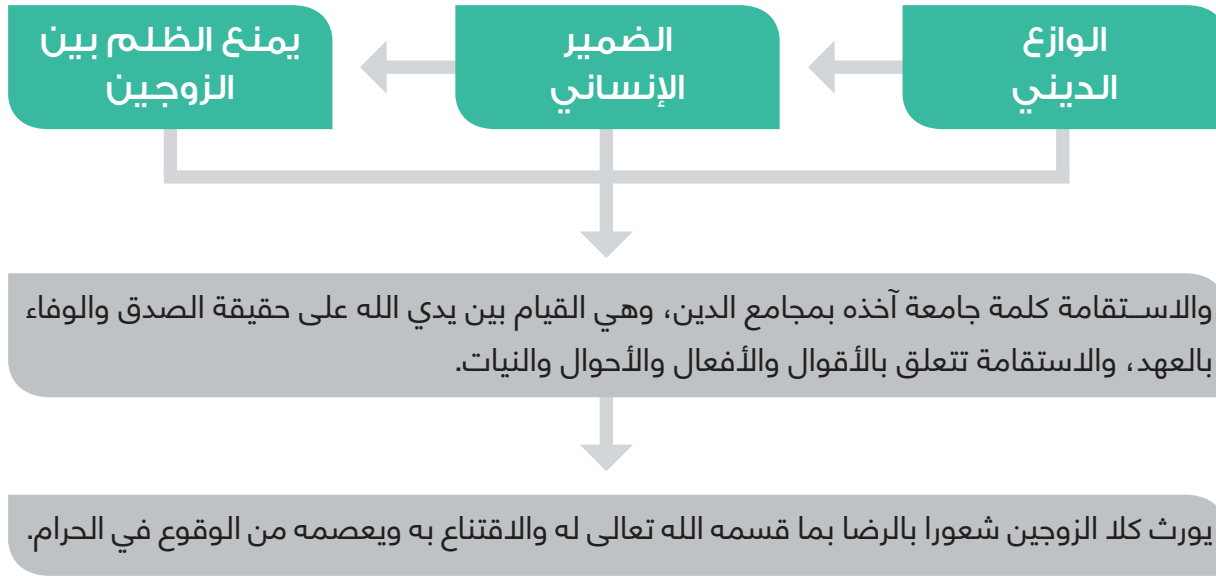 الوازع
الديني
الضمير
الإنساني
يمنع الظلم بين
الزوجين
والاستقامة كلمة جامعة آخذه بمجامع الدين، وهي القيام بين يدي الله على حقيقة الصدق والوفاء
بالعهد، والاستقامة تتعلق بالأقوال والأفعال والأحوال والنيات.
يورث كلا الزوجين شعورا بالرضا بما قسمه الله تعالى له والاقتناع به ويعصمه من الوقوع في الحرام.